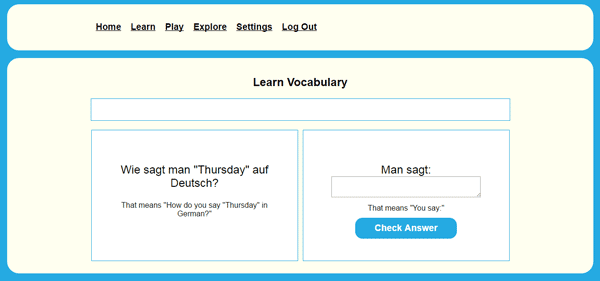 Home Learn Play Explore Settings Log Out
Learn Vocabulary
Wie sagt man "Thursday" auf
Deutsch?
That means "How do you say "Thursday" in
German?"
Man sagt:
That means "You say:"
Check Answer